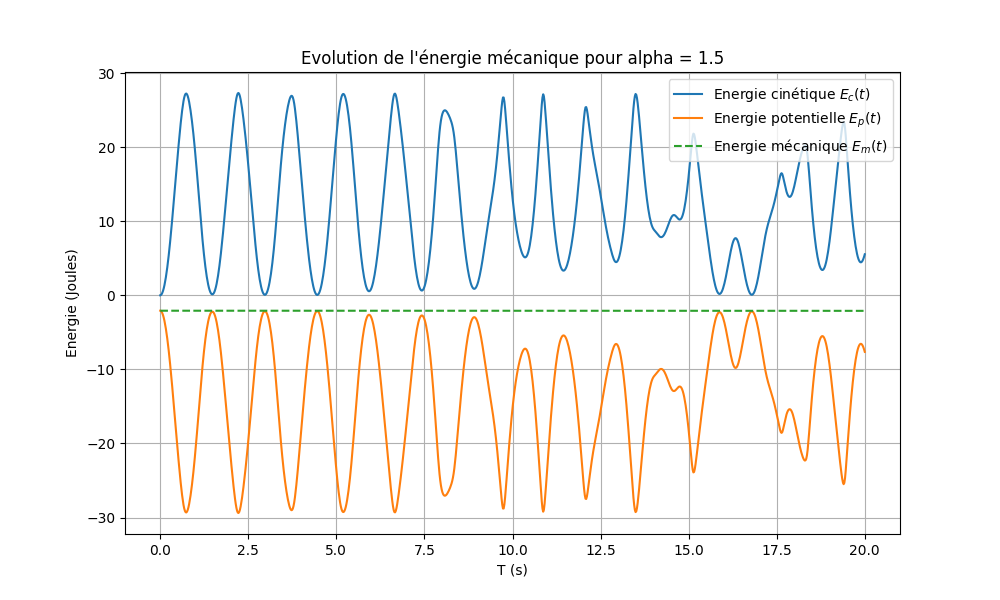 Evolution de l'énergie mécanique pour alpha = 1.5
Energie cinétique $E_c(t)$
Energie potentielle $E_p(t)$
Energie mécanique $E_m(t)$
Energie (Joules)
30
20
10
0
−10
−20
−30
0.0 2.5 5.0 7.5 10.0 12.5 15.0 17.5 20.0
T (s)